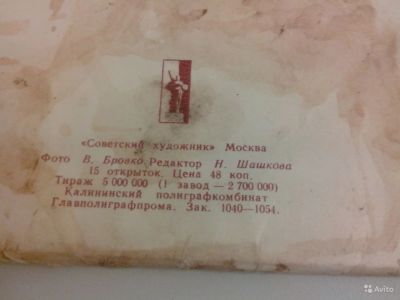 «Советский художник» Москва
Фото В. Бровко Редактор Н. Шашкова
15 открыток. Цена 48 коп.
Тираж 5 000 000 (1 завод — 2 700 000)
Калининский полиграфкомбинат
Главполиграфпрома. Зак. 1040—1054.
Avito